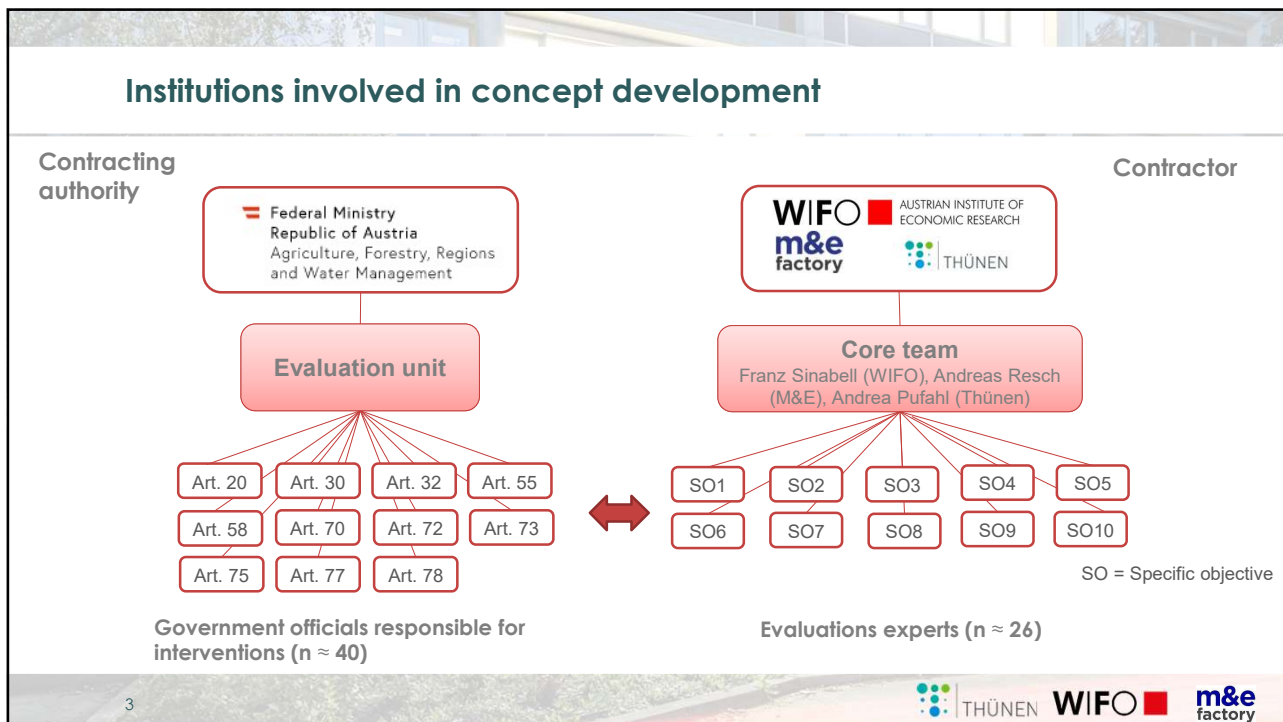 Institutions involved in concept development
Contracting
authority
Contractor
Federal Ministry
Republic of Austria
Agriculture, Forestry, Regions
and Water Management
WIFO AUSTRIAN INSTITUTE OF
ECONOMIC RESEARCH
m&e
factory
THÜNEN
Evaluation unit
Core team
Franz Sinabell (WIFO), Andreas Resch
(M&E), Andrea Pufahl (Thünen)
Art. 20 Art. 30 Art. 32 Art. 55
Art. 58 Art. 70 Art. 72 Art. 73
Art. 75 Art. 77 Art. 78
SO1 SO2 SO3 SO4 SO5
SO6 SO7 SO8 SO9 SO10
SO = Specific objective
Government officials responsible for
interventions (n ≈ 40)
Evaluations experts (n ≈ 26)
3
THÜNEN WIFO m&e
factory